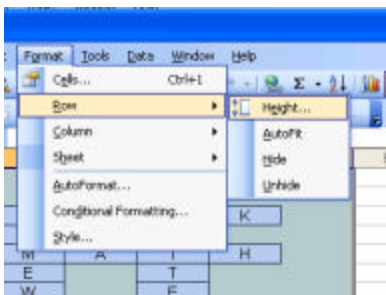 Format Tools Data Window Help
Cells... Ctrl+1
Row
Height...
Column
AutoFit
Sheet
Hide
AutoFormat...
Unhide
Conditional Formatting...
K
Style...
M A I H
E T
W E